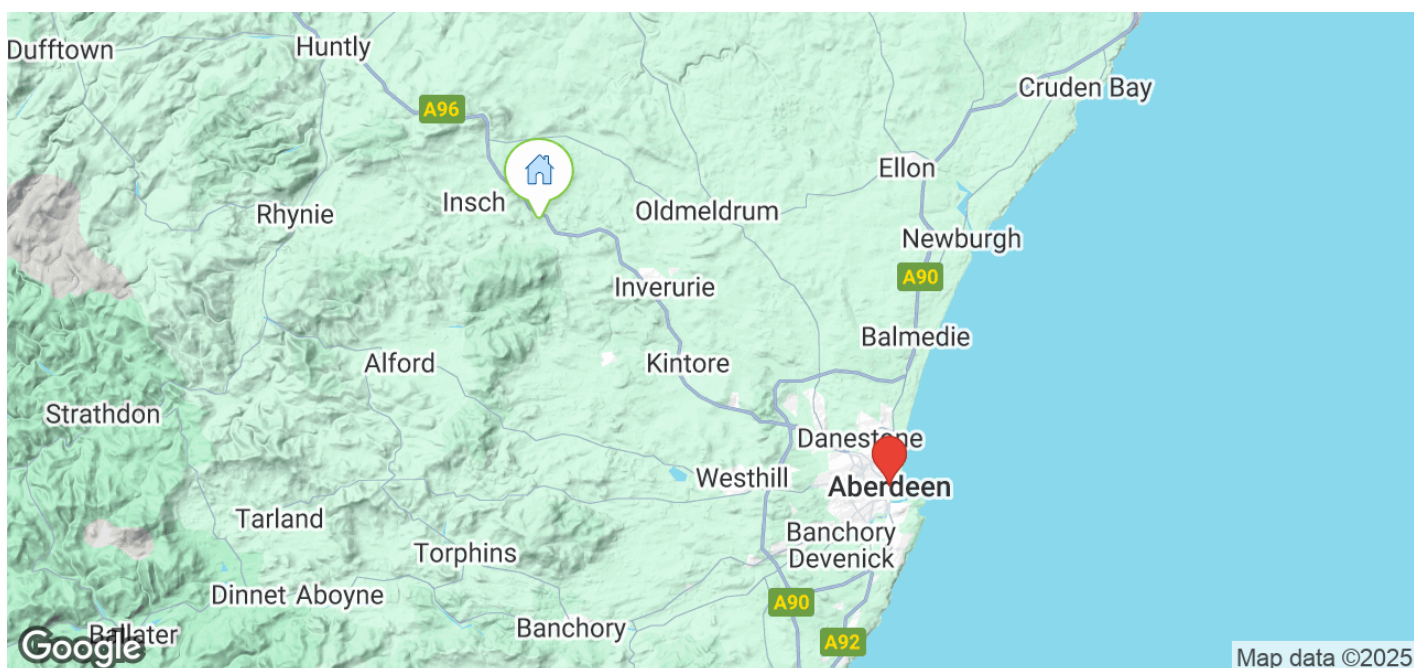 Dufftown
Huntly
Cruden Bay
A96
Ellon
Insch
Rhynie
Oldmeldrum
Newburgh
A90
Inverurie
Balmedie
Alford
Kintore
Strathdon
Danestone
Westhill
Aberdeen
Tarland
Banchory
Devenick
Torphins
Dinnet Aboyne
A90
Banchory
Ballater
Google
A92
Map data ©2025